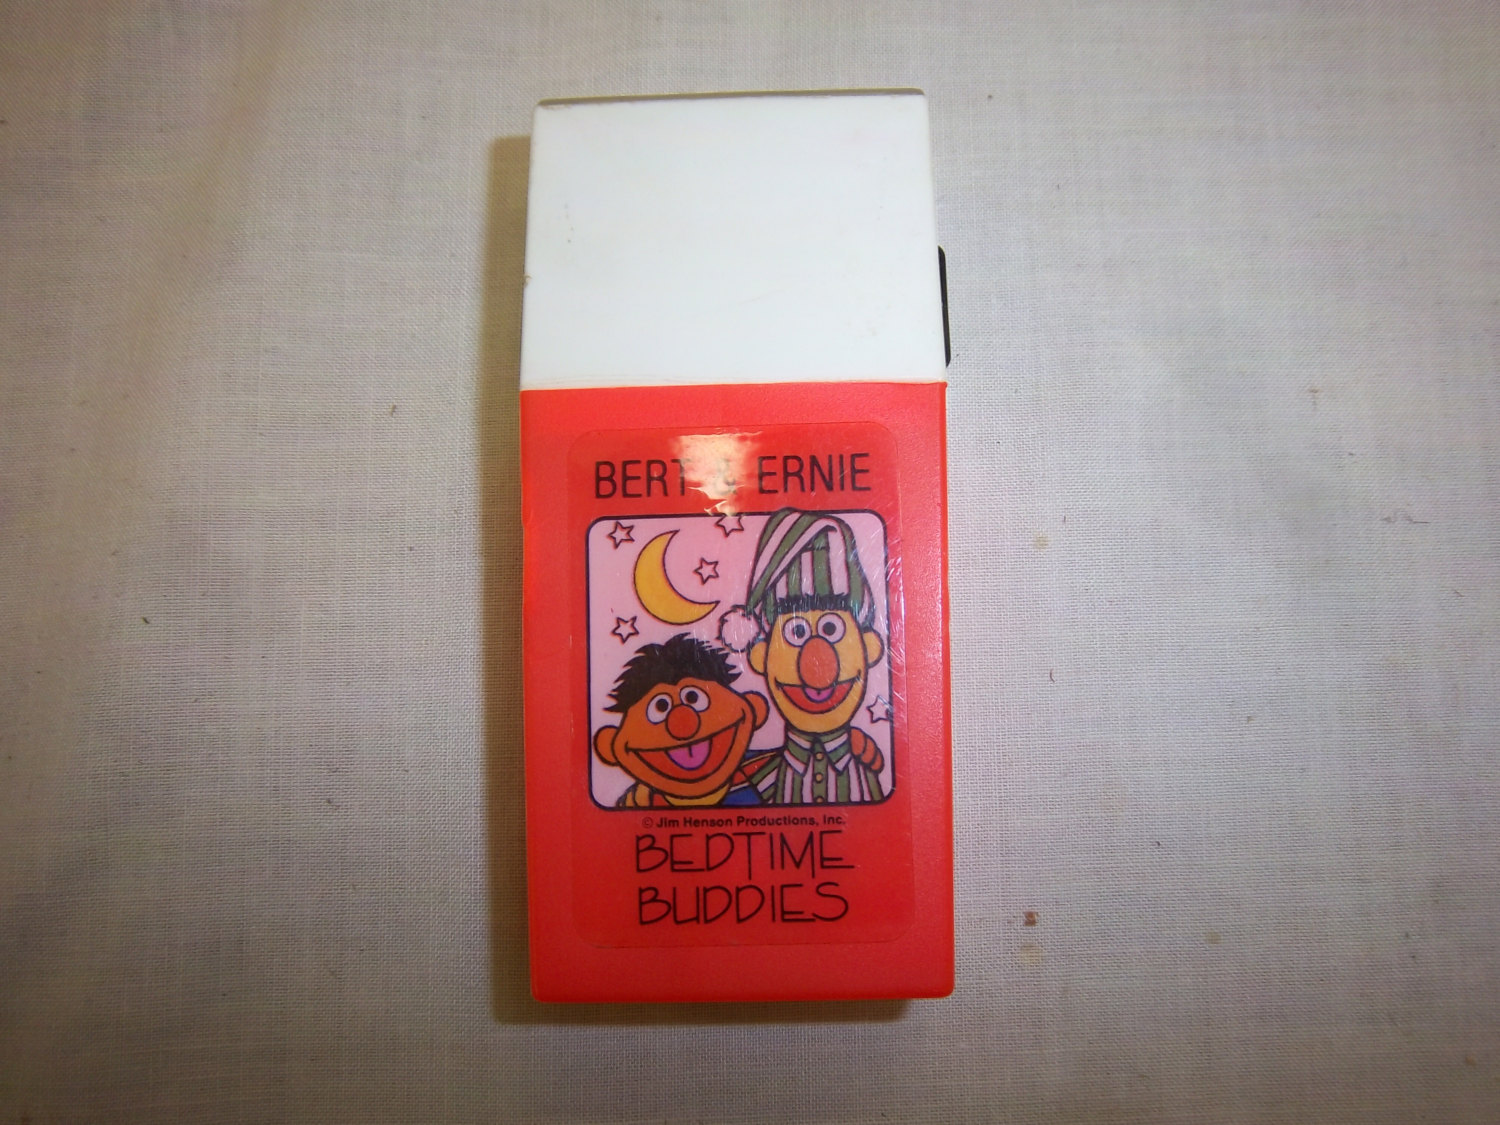 BERT & ERNIE
© Jim Henson Productions, Inc.
BEDTIME
BUDDIES